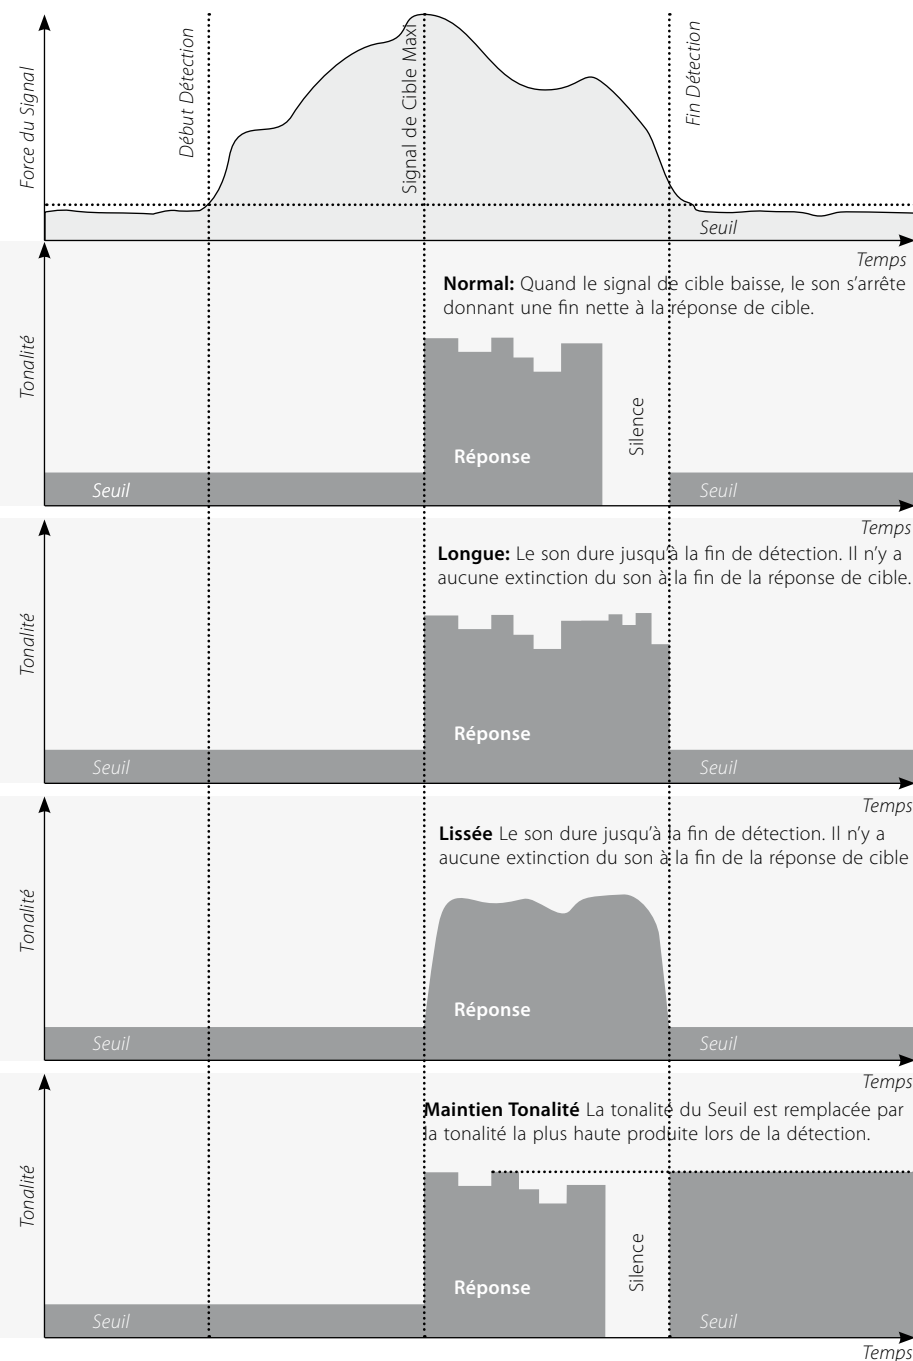 Force du Signal
Début Détection
Signal de Cible Maxi
Fin Détection
Seuil
Temps
Normal: Quand le signal de cible baisse, le son s’arrête
donnant une fin nette à la réponse de cible.
Tonalité
Silence
Réponse
Seuil
Seuil
Temps
Longue: Le son dure jusqu’à la fin de détection. Il n’y a
aucune extinction du son à la fin de la réponse de cible.
Tonalité
Réponse
Seuil
Seuil
Temps
Lissée Le son dure jusqu’à la fin de détection. Il n’y a
aucune extinction du son à la fin de la réponse de cible
Tonalité
Réponse
Seuil
Seuil
Temps
Maintien Tonalité La tonalité du Seuil est remplacée par
la tonalité la plus haute produite lors de la détection.
Tonalité
Silence
Réponse
Seuil
Seuil
Temps